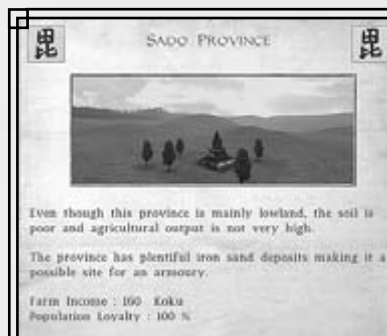 毘 SADO PROVINCE 毘
Even though this province is mainly lowland, the soil is
poor and agricultural output is not very high.
The province has plentiful iron sand deposits making it a
possible site for an armoury.
Farm Income : 160 Koku
Population Loyalty : 100 %